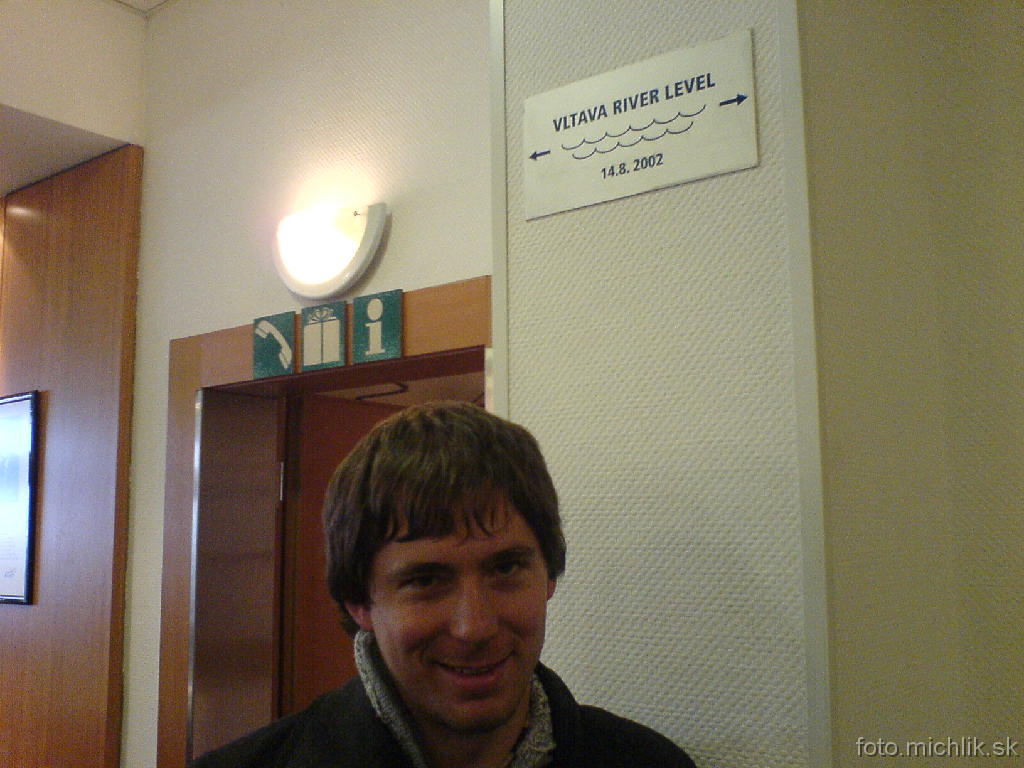 VLTAVA RIVER LEVEL
14.8. 2002
i
foto.michlik.sk